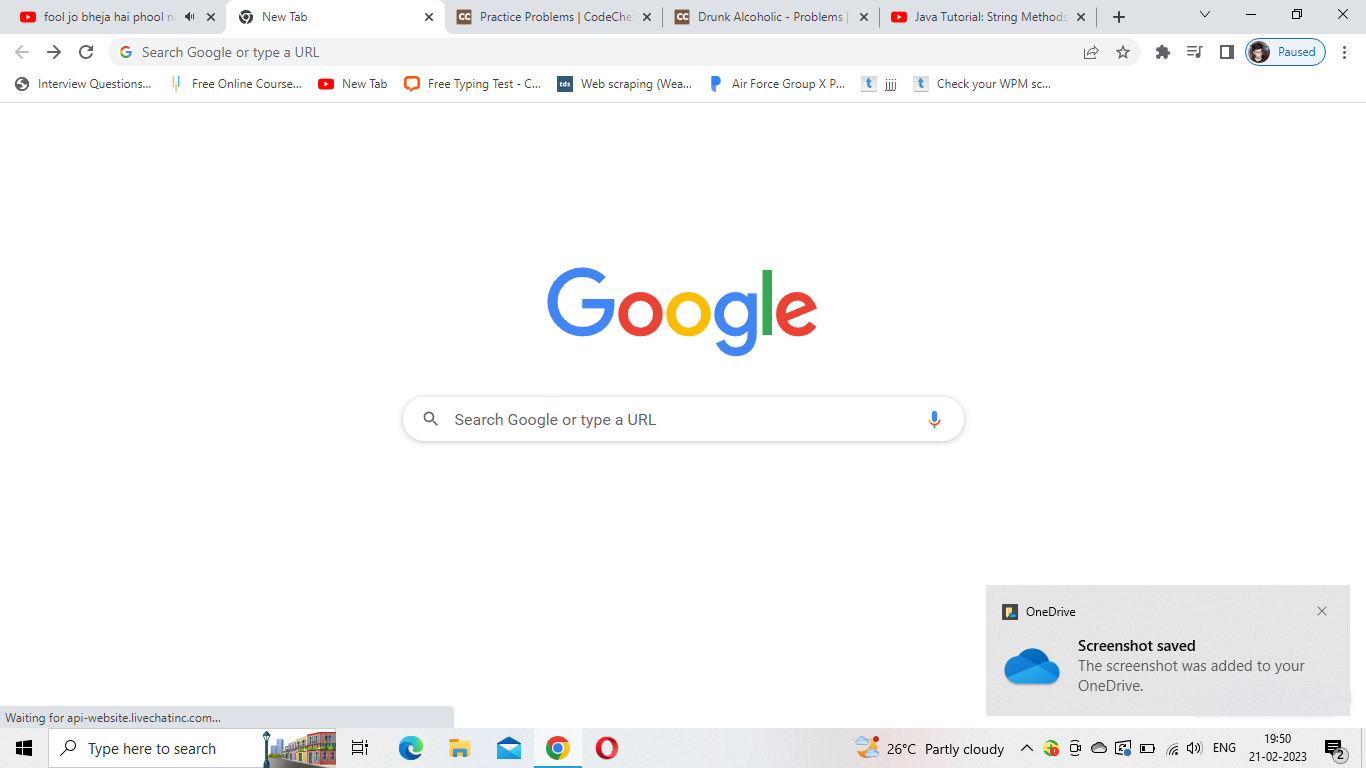 fool jo bheja hai phool
New Tab
Practice Problems | CodeChe
Drunk Alcoholic - Problems |
Java Tutorial: String Methods
Search Google or type a URL
Paused
Interview Questions...
Free Online Course...
New Tab
Free Typing Test - C...
tds
Web scraping (Wea...
Air Force Group X P...
jjjj
Check your WPM sc...
Google
Search Google or type a URL
OneDrive
Screenshot saved
The screenshot was added to your
OneDrive.
Waiting for api-website.livechatinc.com...
Type here to search
26°C Partly cloudy
ENG
19:50
21-02-2023
2